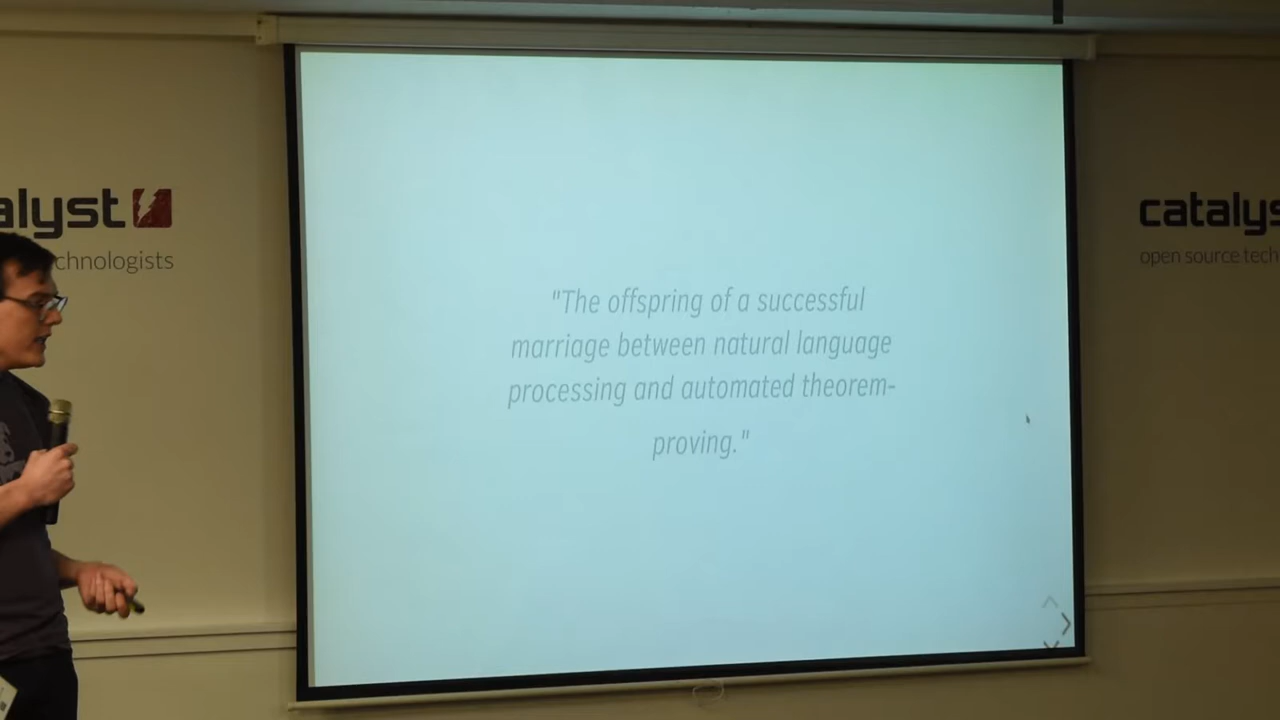 alyst
chnologists
"The offspring of a successful
marriage between natural language
processing and automated theorem-
proving."
catalys
open source tech